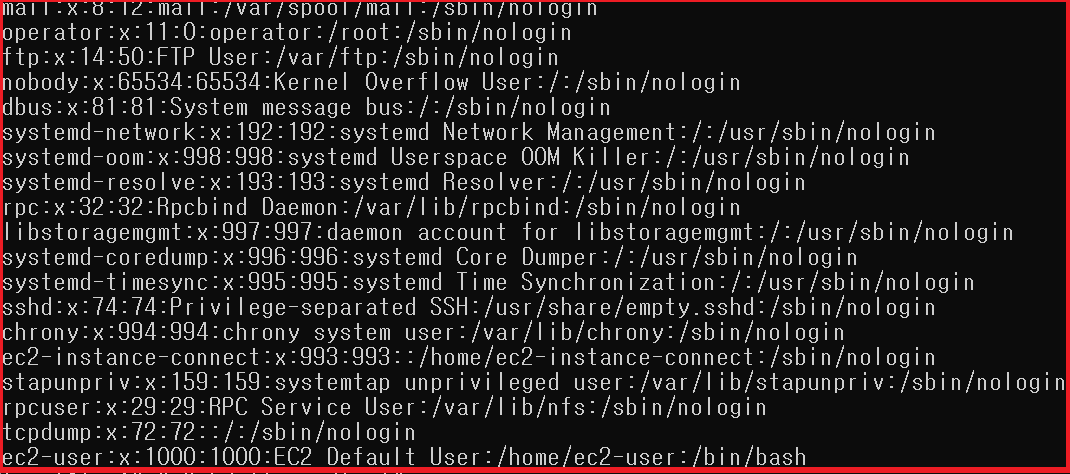 mail:x:8:12:mail:/var/spool/mail:/sbin/nologin
operator:x:11:0:operator:/root:/sbin/nologin
ftp:x:14:50:FTP User:/var/ftp:/sbin/nologin
nobody:x:65534:65534:Kernel Overflow User:/:/sbin/nologin
dbus:x:81:81:System message bus:/:/sbin/nologin
systemd-network:x:192:192:systemd Network Management:/:/usr/sbin/nologin
systemd-oom:x:998:998:systemd Userspace OOM Killer:/:/usr/sbin/nologin
systemd-resolve:x:193:193:systemd Resolver:/:/usr/sbin/nologin
rpc:x:32:32:Rpcbind Daemon:/var/lib/rpcbind:/sbin/nologin
libstoragemgmt:x:997:997:daemon account for libstoragemgmt:/:/usr/sbin/nologin
systemd-coredump:x:996:996:systemd Core Dumper:/:/usr/sbin/nologin
systemd-timesync:x:995:995:systemd Time Synchronization:/:/usr/sbin/nologin
sshd:x:74:74:Privilege-separated SSH:/usr/share/empty.sshd:/sbin/nologin
chrony:x:994:994:chrony system user:/var/lib/chrony:/sbin/nologin
ec2-instance-connect:x:993:993::/home/ec2-instance-connect:/sbin/nologin
stapunpriv:x:159:159:systemtap unprivileged user:/var/lib/stapunpriv:/sbin/nologin
rpcuser:x:29:29:RPC Service User:/var/lib/nfs:/sbin/nologin
tcpdump:x:72:72::/:/sbin/nologin
ec2-user:x:1000:1000:EC2 Default User:/home/ec2-user:/bin/bash